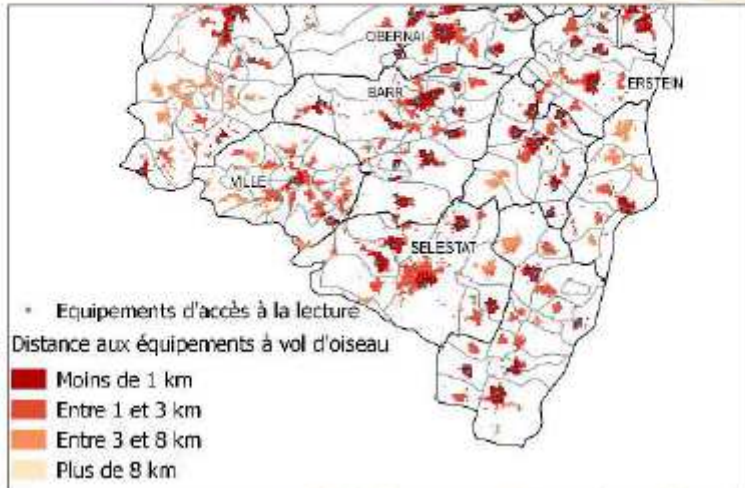 OBERNAI
BARR
ERSTEIN
VILLE
SELESTAT
Equipements d'accès à la lecture
Distance aux équipements à vol d'oiseau
Moins de 1 km
Entre 1 et 3 km
Entre 3 et 8 km
Plus de 8 km